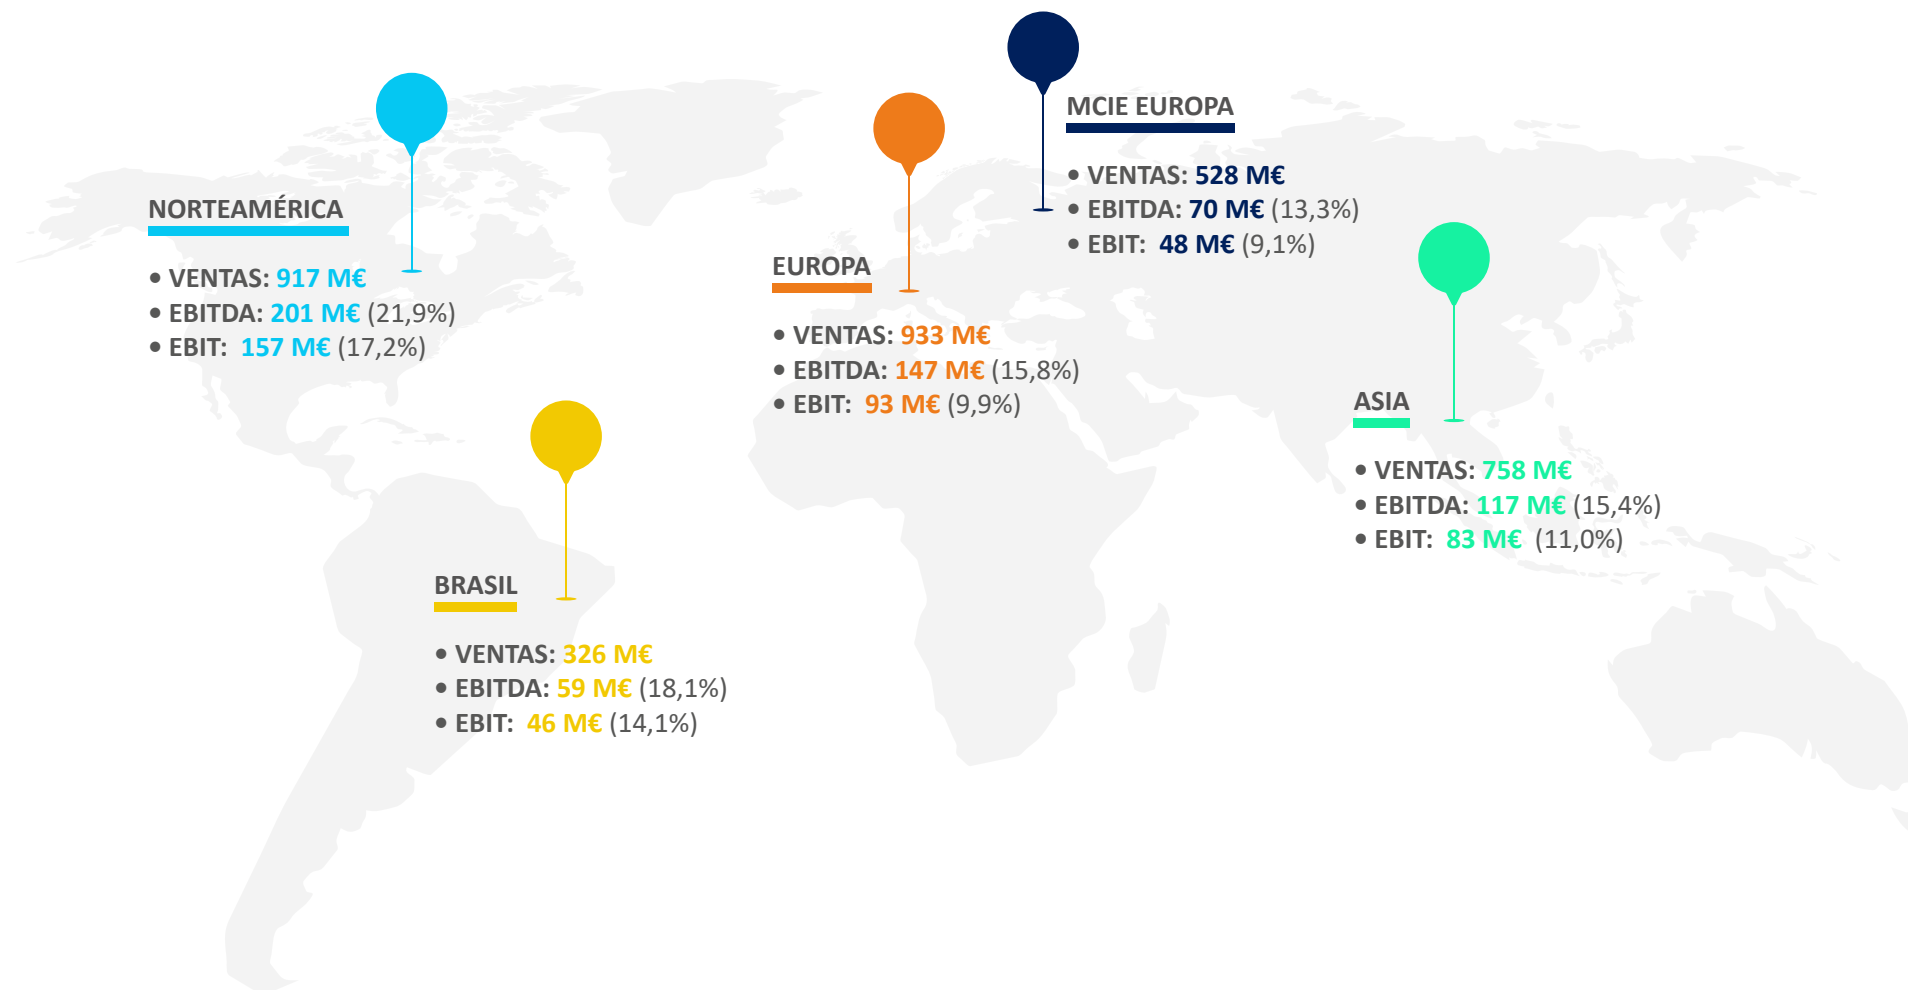 NORTEAMÉRICA
• VENTAS: 917 M€
• EBITDA: 201 M€ (21,9%)
• EBIT: 157 M€ (17,2%)
BRASIL
• VENTAS: 326 M€
• EBITDA: 59 M€ (18,1%)
• EBIT: 46 M€ (14,1%)
EUROPA
• VENTAS: 933 M€
• EBITDA: 147 M€ (15,8%)
• EBIT: 93 M€ (9,9%)
MCIE EUROPA
• VENTAS: 528 M€
• EBITDA: 70 M€ (13,3%)
• EBIT: 48 M€ (9,1%)
ASIA
• VENTAS: 758 M€
• EBITDA: 117 M€ (15,4%)
• EBIT: 83 M€ (11,0%)